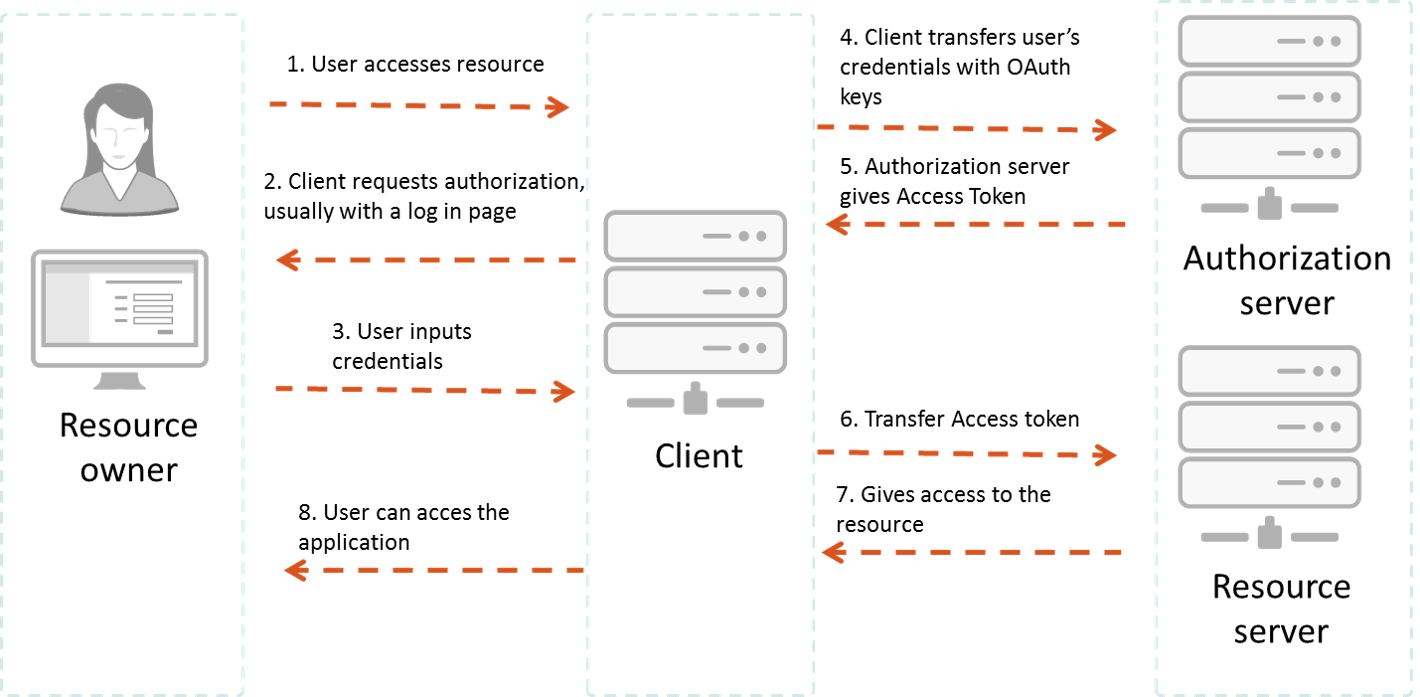 1. User accesses resource
2. Client requests authorization,
usually with a log in page
3. User inputs
credentials
Resource
owner
8. User can acces the
application
Client
4. Client transfers user’s
credentials with OAuth
keys
5. Authorization server
gives Access Token
Authorization
server
6. Transfer Access token
7. Gives access to the
resource
Resource
server